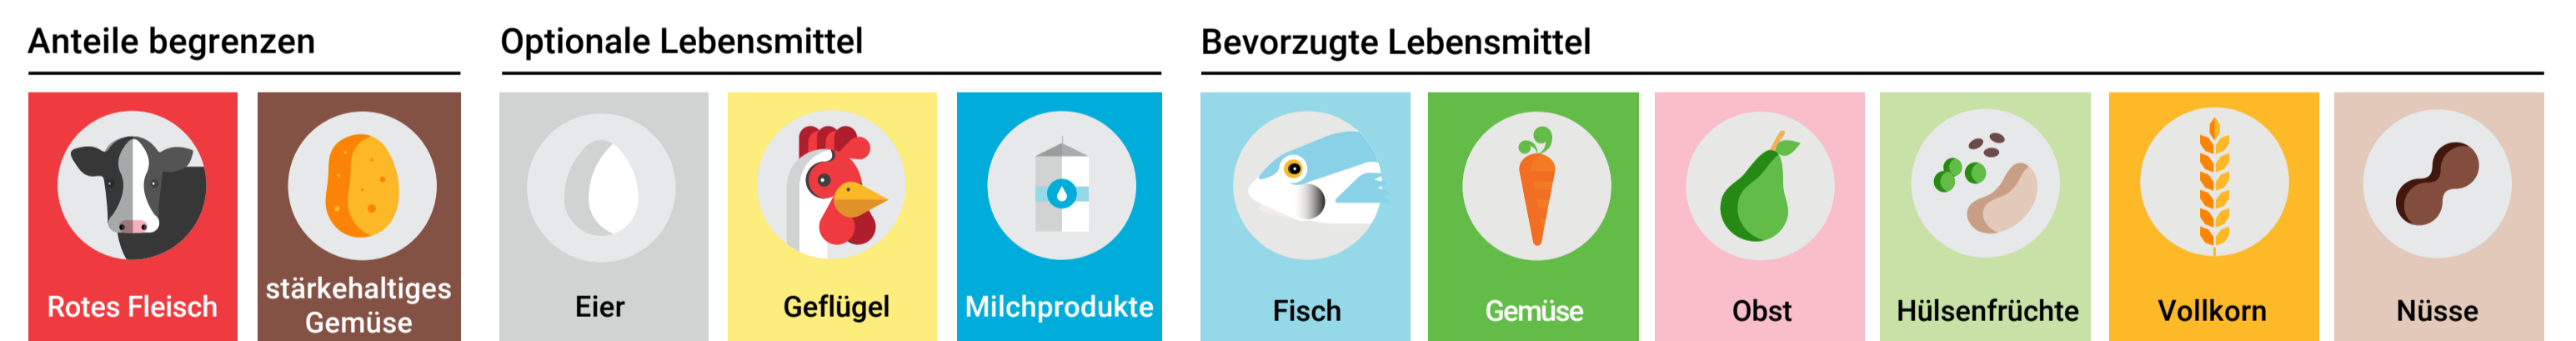 Anteile begrenzen
Optionale Lebensmittel
Bevorzugte Lebensmittel
Rotes Fleisch
stärkehaltiges
Gemüse
Eier
Geflügel
Milchprodukte
Fisch
Gemüse
Obst
Hülsenfrüchte
Vollkorn
Nüsse